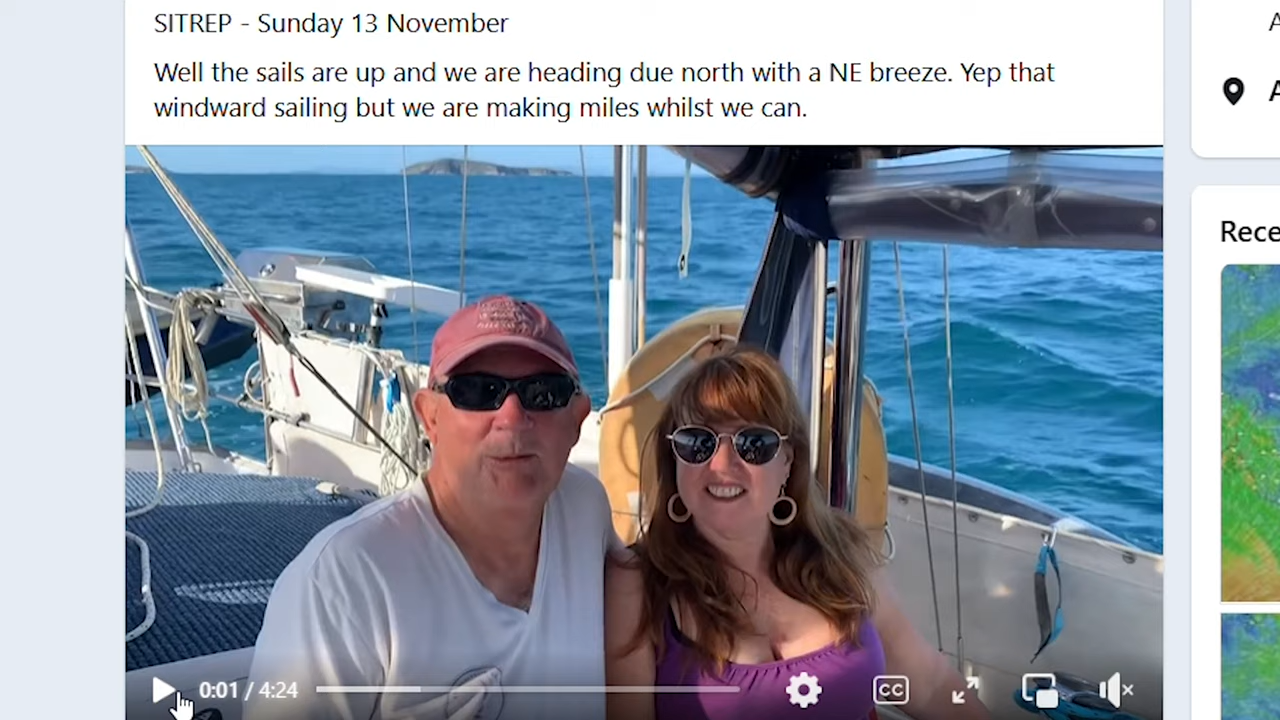 SITREP - Sunday 13 November
Well the sails are up and we are heading due north with a NE breeze. Yep that
windward sailing but we are making miles whilst we can.
Rece
0:01 / 4:24
CC